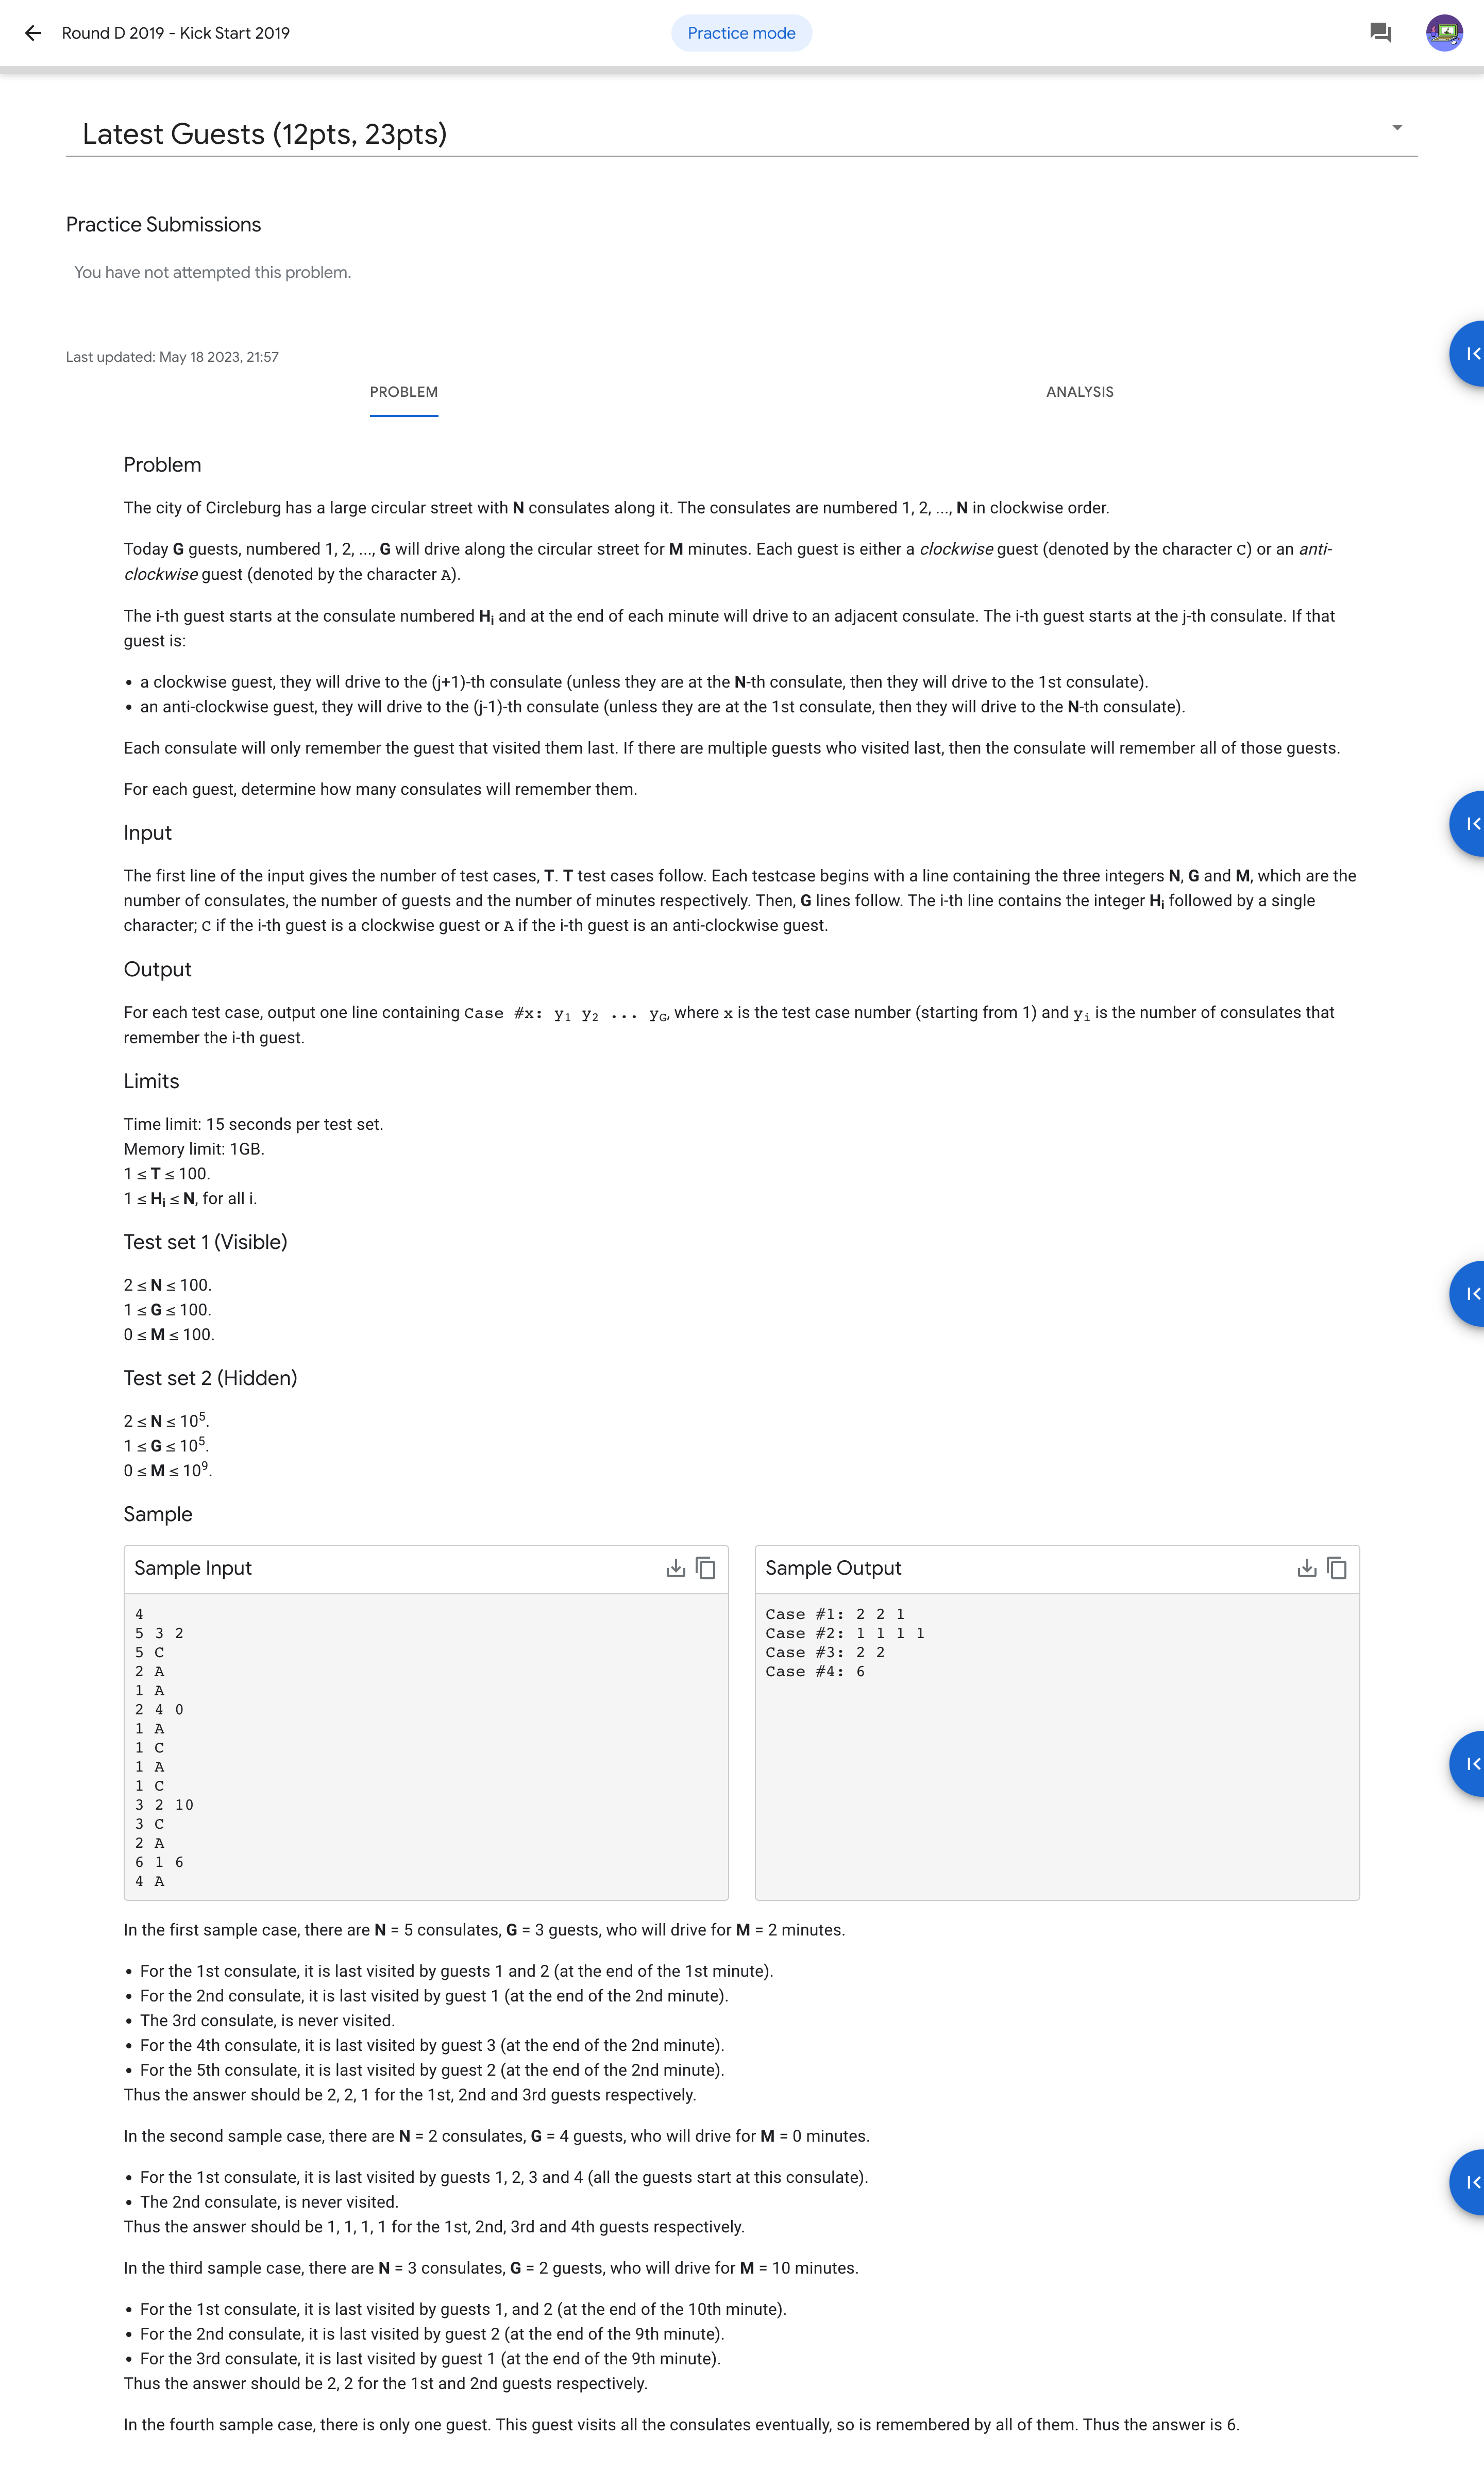 Round D 2019 - Kick Start 2019
Practice mode
Latest Guests (12pts, 23pts)
Practice Submissions
You have not attempted this problem.
Last updated: May 18 2023, 21:57
PROBLEM
ANALYSIS
Problem
The city of Circleburg has a large circular street with N consulates along it. The consulates are numbered 1, 2, ..., N in clockwise order.
Today G guests, numbered 1, 2, ..., G will drive along the circular street for M minutes. Each guest is either a clockwise guest (denoted by the character C) or an anti-
clockwise guest (denoted by the character A).
The i-th guest starts at the consulate numbered Hi and at the end of each minute will drive to an adjacent consulate. The i-th guest starts at the j-th consulate. If that
guest is:
• a clockwise guest, they will drive to the (j+1)-th consulate (unless they are at the N-th consulate, then they will drive to the 1st consulate).
• an anti-clockwise guest, they will drive to the (j-1)-th consulate (unless they are at the 1st consulate, then they will drive to the N-th consulate).
Each consulate will only remember the guest that visited them last. If there are multiple guests who visited last, then the consulate will remember all of those guests.
For each guest, determine how many consulates will remember them.
Input
The first line of the input gives the number of test cases, T. T test cases follow. Each testcase begins with a line containing the three integers N, G and M, which are the
number of consulates, the number of guests and the number of minutes respectively. Then, G lines follow. The i-th line contains the integer Hi followed by a single
character; C if the i-th guest is a clockwise guest or A if the i-th guest is an anti-clockwise guest.
Output
For each test case, output one line containing Case #x: y1 y2 ... yG, where x is the test case number (starting from 1) and yi is the number of consulates that
remember the i-th guest.
Limits
Time limit: 15 seconds per test set.
Memory limit: 1GB.
1 ≤ T ≤ 100.
1 ≤ Hi ≤ N, for all i.
Test set 1 (Visible)
2 ≤ N ≤ 100.
1 ≤ G ≤ 100.
0 ≤ M ≤ 100.
Test set 2 (Hidden)
2 ≤ N ≤ 10^5.
1 ≤ G ≤ 10^5.
0 ≤ M ≤ 10^9.
Sample
Sample Input
4
5 3 2
5 C
2 A
1 A
2 4 0
1 A
1 C
1 A
1 C
3 2 10
3 C
2 A
6 1 6
4 A
Sample Output
Case #1: 2 2 1
Case #2: 1 1 1 1
Case #3: 2 2
Case #4: 6
In the first sample case, there are N = 5 consulates, G = 3 guests, who will drive for M = 2 minutes.
• For the 1st consulate, it is last visited by guests 1 and 2 (at the end of the 1st minute).
• For the 2nd consulate, it is last visited by guest 1 (at the end of the 2nd minute).
• The 3rd consulate, is never visited.
• For the 4th consulate, it is last visited by guest 3 (at the end of the 2nd minute).
• For the 5th consulate, it is last visited by guest 2 (at the end of the 2nd minute).
Thus the answer should be 2, 2, 1 for the 1st, 2nd and 3rd guests respectively.
In the second sample case, there are N = 2 consulates, G = 4 guests, who will drive for M = 0 minutes.
• For the 1st consulate, it is last visited by guests 1, 2, 3 and 4 (all the guests start at this consulate).
• The 2nd consulate, is never visited.
Thus the answer should be 1, 1, 1, 1 for the 1st, 2nd, 3rd and 4th guests respectively.
In the third sample case, there are N = 3 consulates, G = 2 guests, who will drive for M = 10 minutes.
• For the 1st consulate, it is last visited by guests 1, and 2 (at the end of the 10th minute).
• For the 2nd consulate, it is last visited by guest 2 (at the end of the 9th minute).
• For the 3rd consulate, it is last visited by guest 1 (at the end of the 9th minute).
Thus the answer should be 2, 2 for the 1st and 2nd guests respectively.
In the fourth sample case, there is only one guest. This guest visits all the consulates eventually, so is remembered by all of them. Thus the answer is 6.